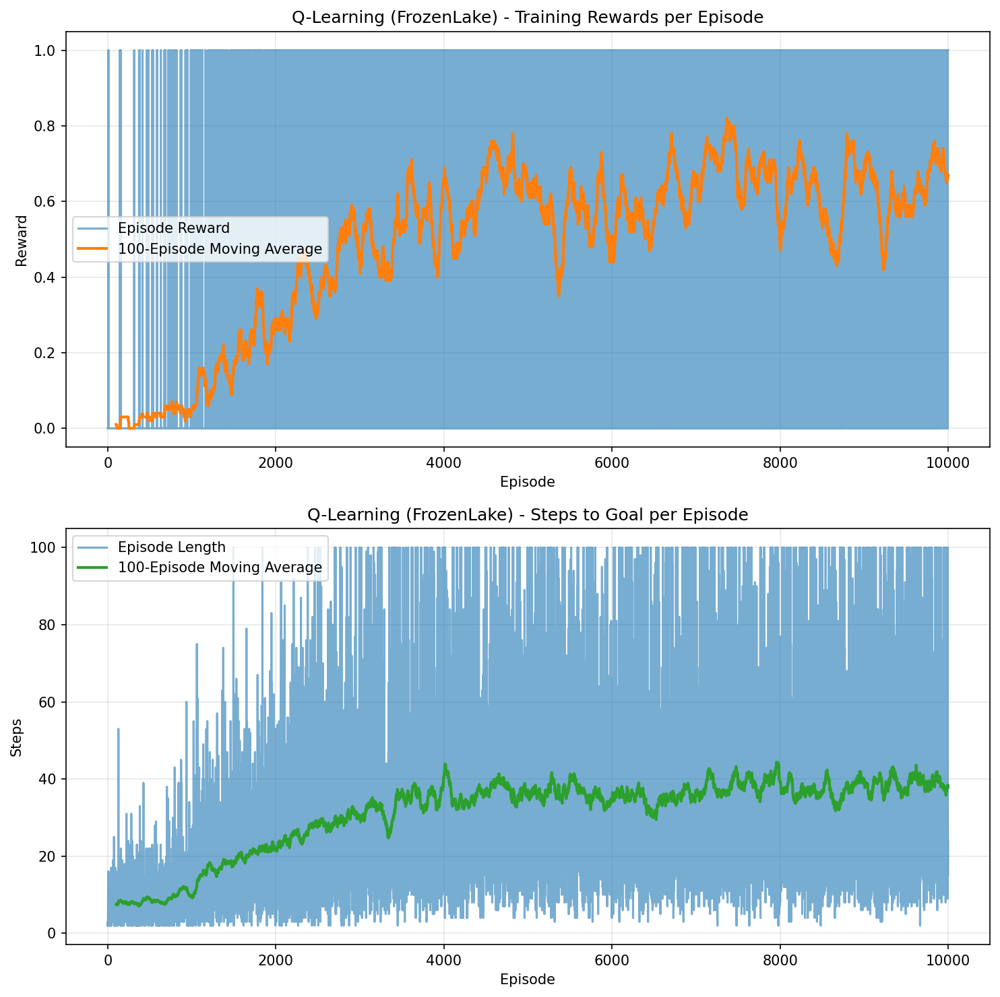 Q-Learning (FrozenLake) - Training Rewards per Episode
1.0
0.8
0.6
0.4
0.2
0.0
Reward
Episode Reward
100-Episode Moving Average
0
2000
4000
6000
8000
10000
Episode
Q-Learning (FrozenLake) - Steps to Goal per Episode
100
80
60
40
20
0
Steps
Episode Length
100-Episode Moving Average
0
2000
4000
6000
8000
10000
Episode